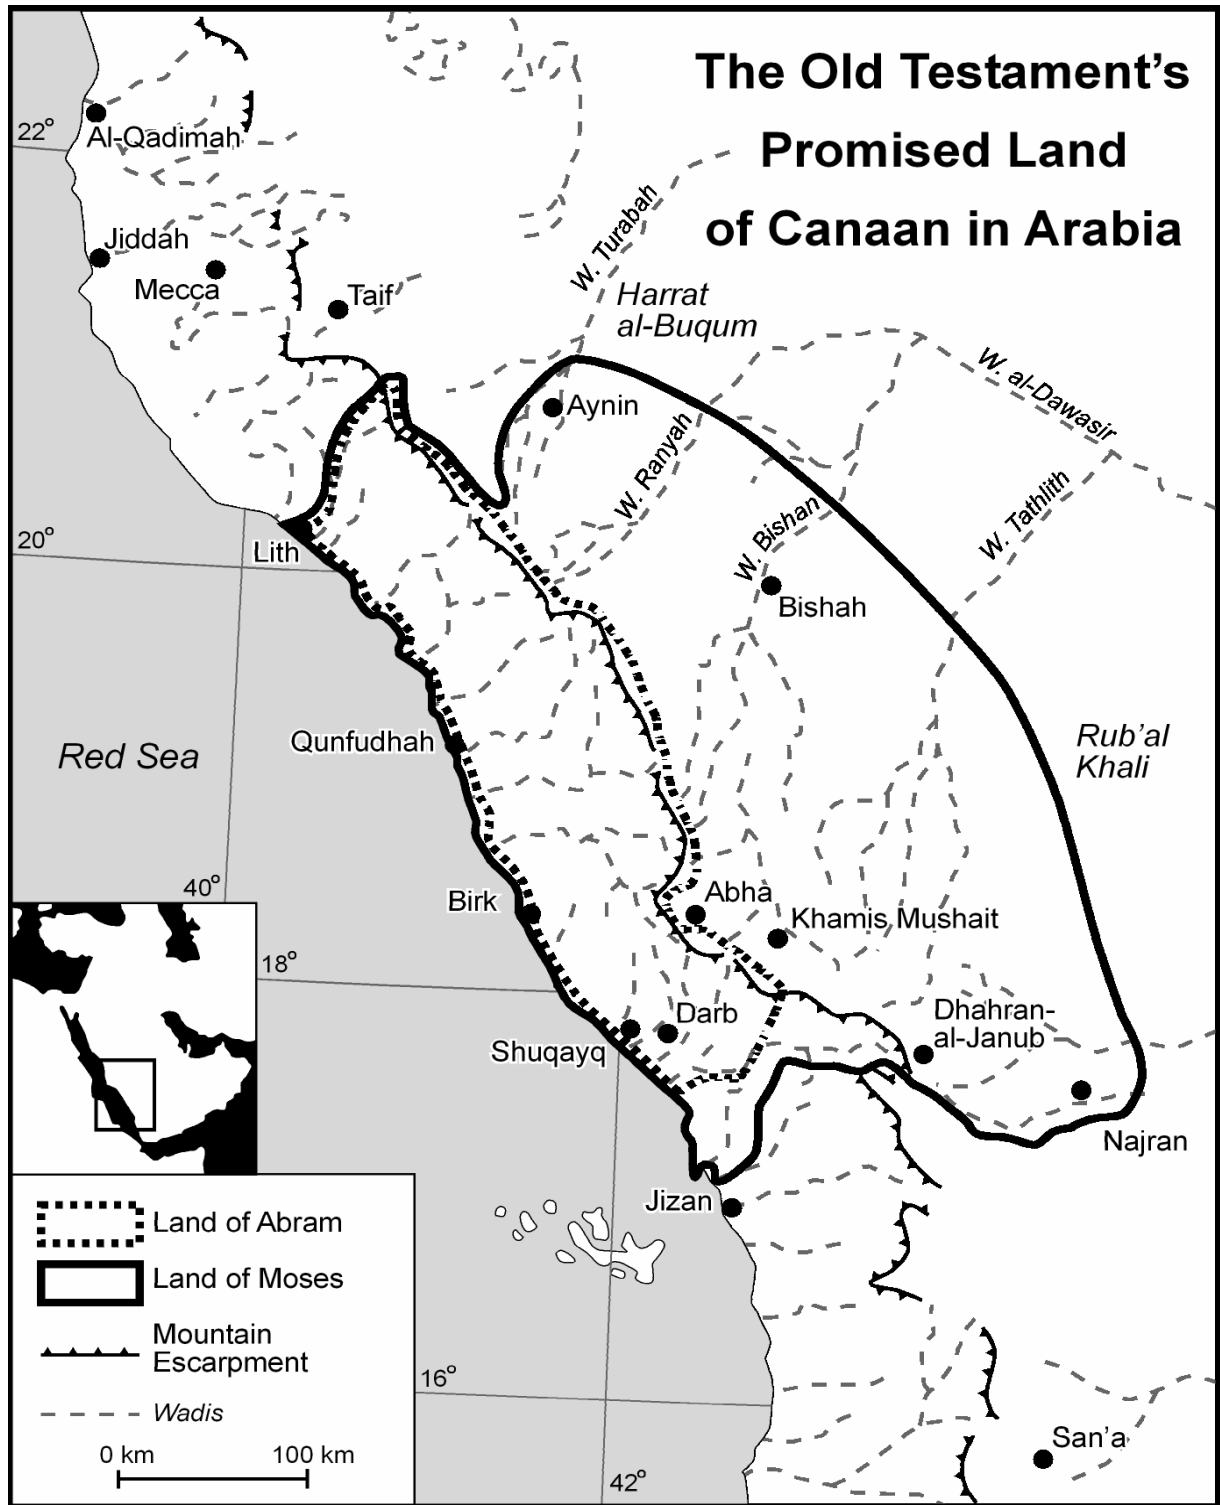 The Old Testament's
Promised Land
of Canaan in Arabia
22°
Al-Qadimah
Jiddah
Mecca
Taif
W. Turabah
Harrat
al-Buqum
W. al-Dawasir
Aynin
W. Ranyah
W. Tathlith
W. Bishan
20°
Lith
Bishah
Red Sea
Qunfudhah
Rub'al
Khali
40°
Birk
Abha
Khamis Mushait
18°
Darb
Shuqayq
Dhahran-
al-Janub
Najran
Jizan
Land of Abram
Land of Moses
Mountain
Escarpment
Wadis
0 km
100 km
16°
42°
San'a